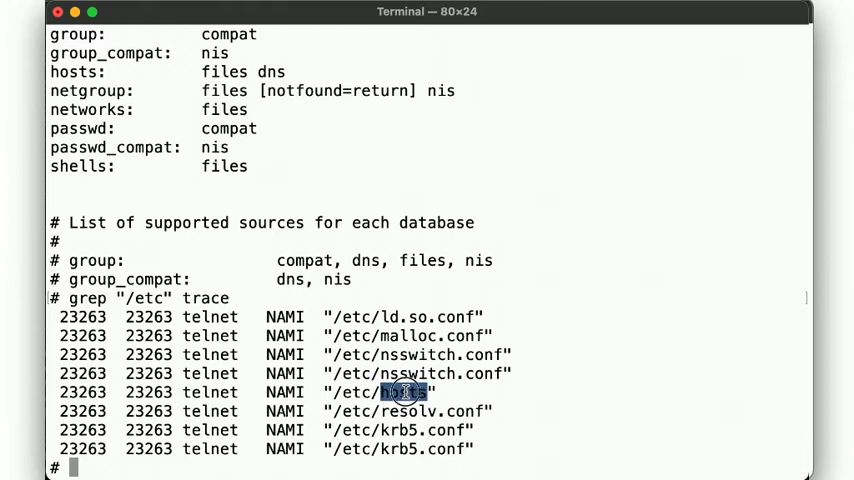 Terminal — 80×24
group:          compat
group_compat:   nis
hosts:          files dns
netgroup:       files [notfound=return] nis
networks:       files
passwd:         compat
passwd_compat:  nis
shells:         files
# List of supported sources for each database
#
# group:                compat, dns, files, nis
# group_compat:         dns, nis
# grep "/etc" trace
23263  23263 telnet   NAMI  "/etc/ld.so.conf"
23263  23263 telnet   NAMI  "/etc/malloc.conf"
23263  23263 telnet   NAMI  "/etc/nsswitch.conf"
23263  23263 telnet   NAMI  "/etc/nsswitch.conf"
23263  23263 telnet   NAMI  "/etc/hosts"
23263  23263 telnet   NAMI  "/etc/resolv.conf"
23263  23263 telnet   NAMI  "/etc/krb5.conf"
23263  23263 telnet   NAMI  "/etc/krb5.conf"
#